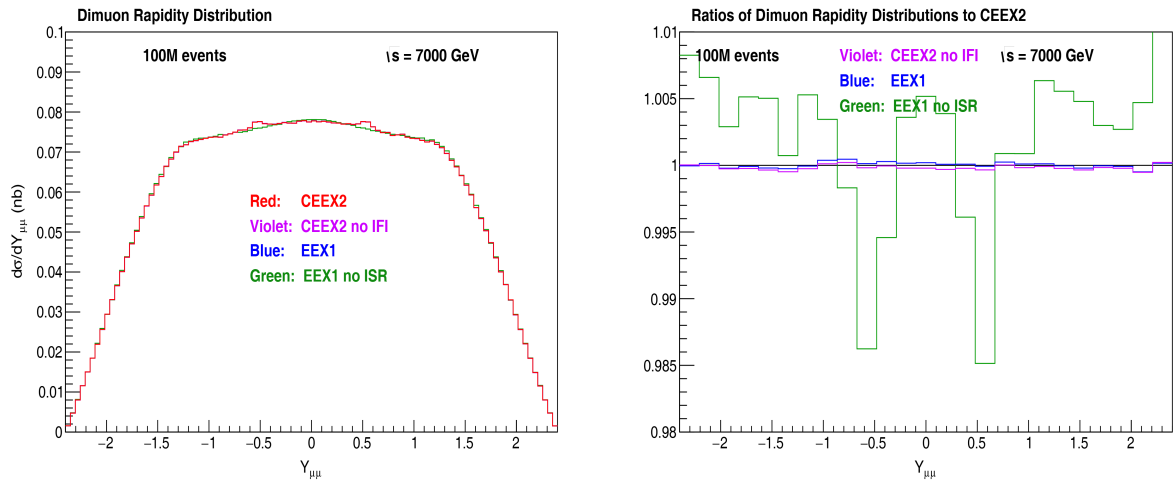 Dimuon Rapidity Distribution
100M events
√s = 7000 GeV
dσ/dYμμ (nb)
0.1
0.09
0.08
0.07
0.06
0.05
0.04
0.03
0.02
0.01
0
Red: CEEX2
Violet: CEEX2 no IFI
Blue: EEX1
Green: EEX1 no ISR
−2 −1.5 −1 −0.5 0 0.5 1 1.5 2
Yμμ
Ratios of Dimuon Rapidity Distributions to CEEX2
100M events
Violet: CEEX2 no IFI
√s = 7000 GeV
Blue: EEX1
Green: EEX1 no ISR
1.01
1.005
1
0.995
0.99
0.985
0.98
−2 −1.5 −1 −0.5 0 0.5 1 1.5 2
Yμμ